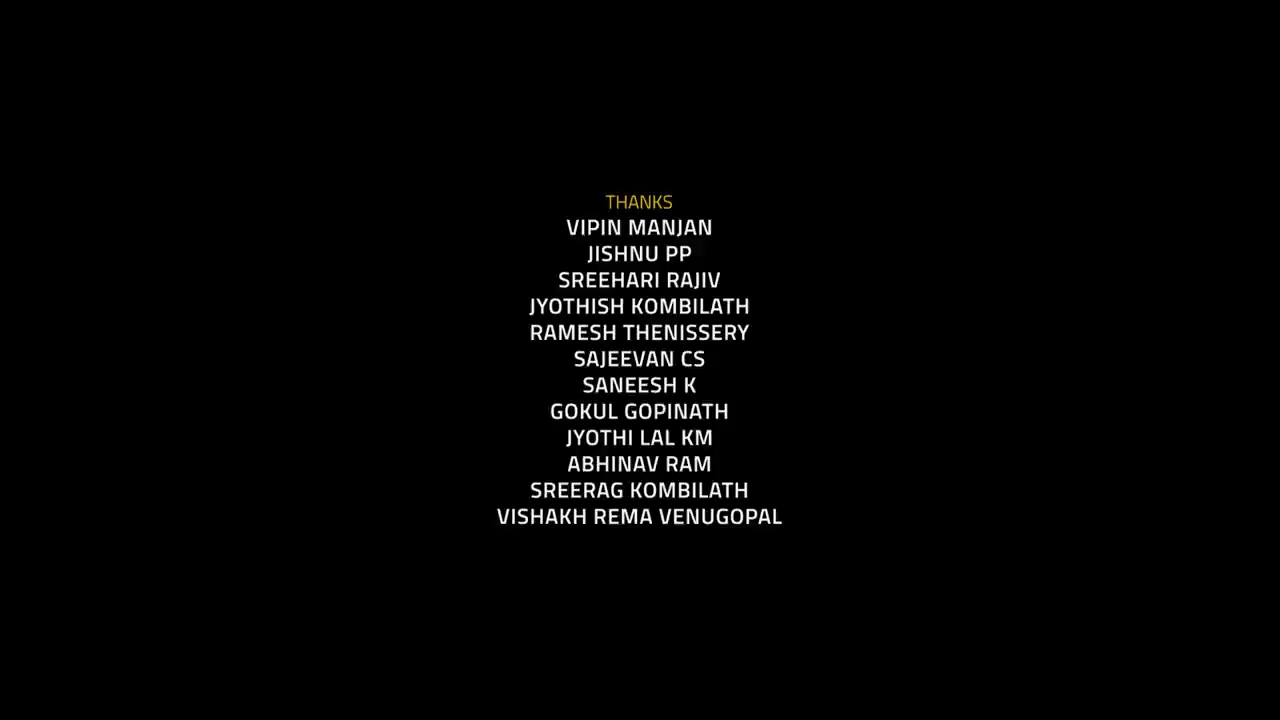 THANKS
VIPIN MANJAN
JISHNU PP
SREEHARI RAJIV
JYOTHISH KOMBILATH
RAMESH THENISSERY
SAJEEVAN CS
SANEESH K
GOKUL GOPINATH
JYOTHI LAL KM
ABHINAV RAM
SREERAG KOMBILATH
VISHAKH REMA VENUGOPAL